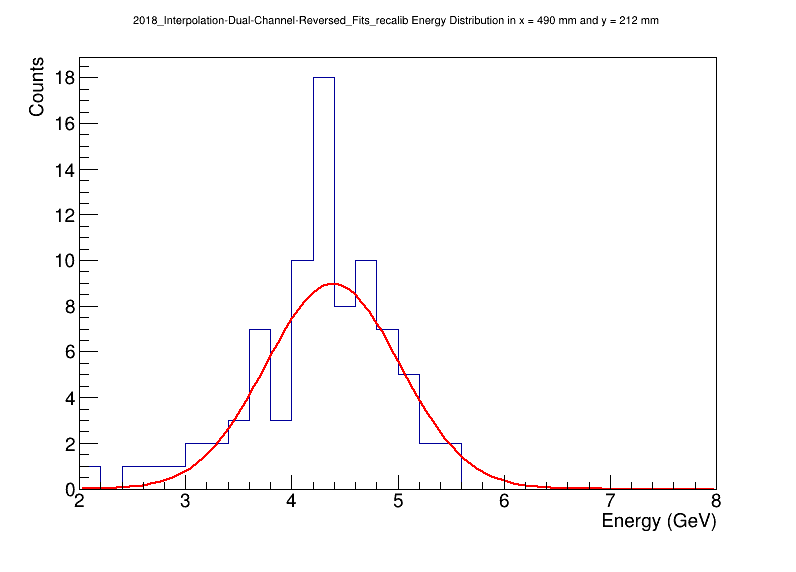 2018_Interpolation-Dual-Channel-Reversed_Fits_recalib Energy Distribution in x = 490 mm and y = 212 mm
Counts
18
16
14
12
10
8
6
4
2
0
2 3 4 5 6 7 8
Energy (GeV)